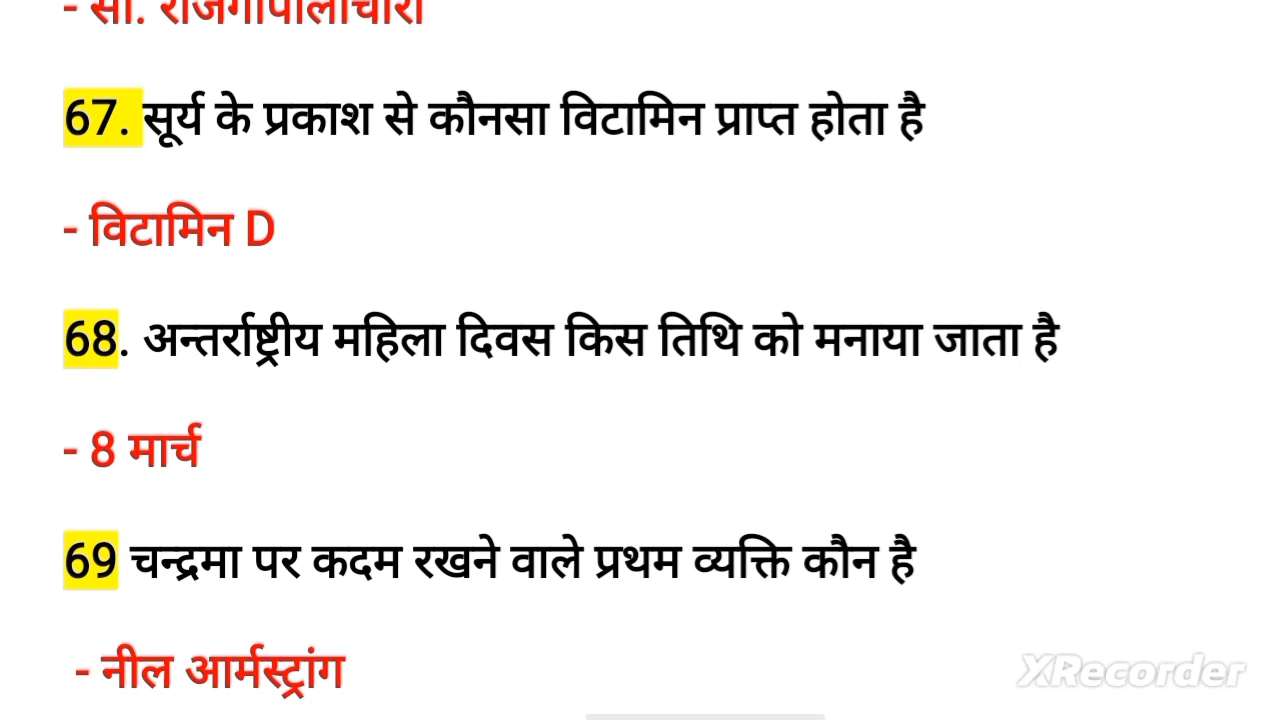 - सी. राजगोपालाचारी
67. सूर्य के प्रकाश से कौनसा विटामिन प्राप्त होता है
- विटामिन D
68. अन्तर्राष्ट्रीय महिला दिवस किस तिथि को मनाया जाता है
- 8 मार्च
69 चन्द्रमा पर कदम रखने वाले प्रथम व्यक्ति कौन है
- नील आर्मस्ट्रांग
XRecorder